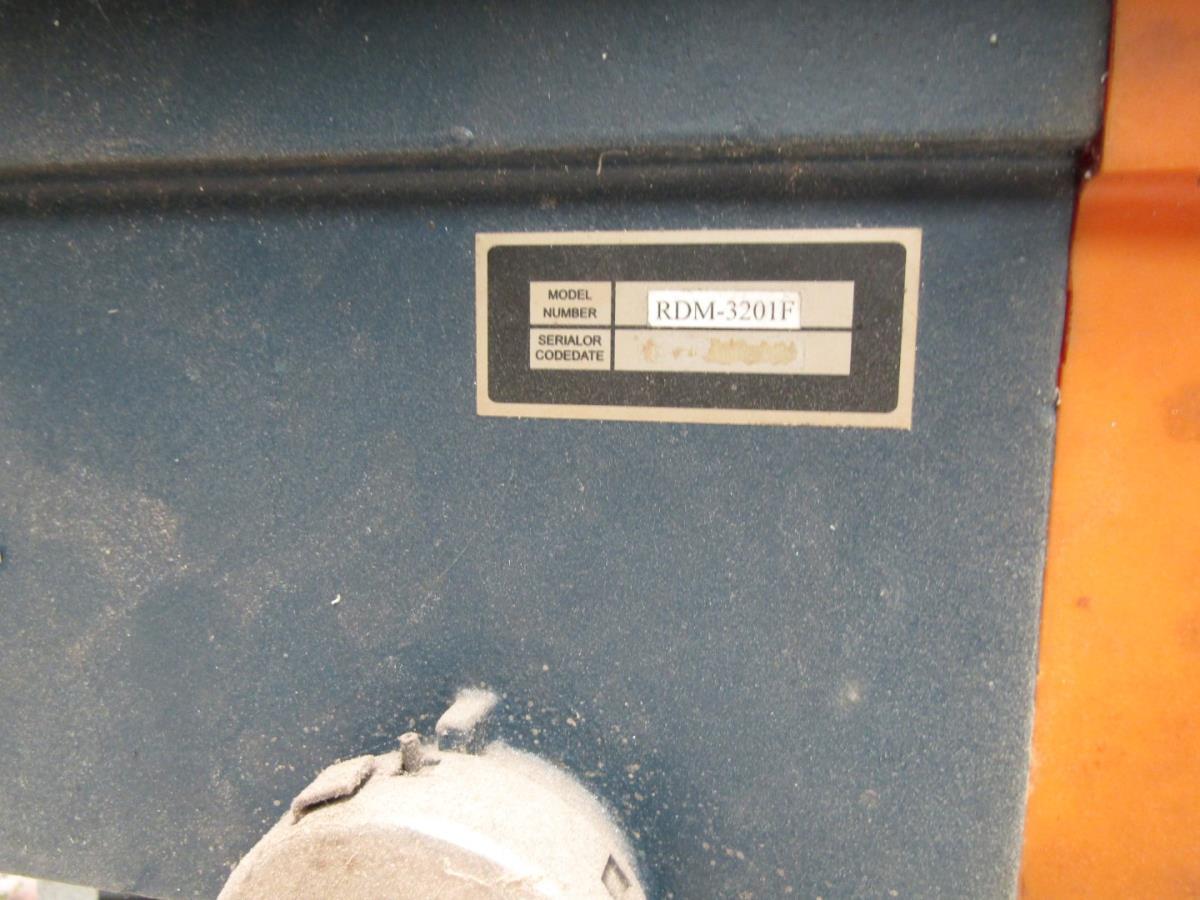 MODEL
NUMBER
RDM-3201F
SERIALOR
CODEDATE